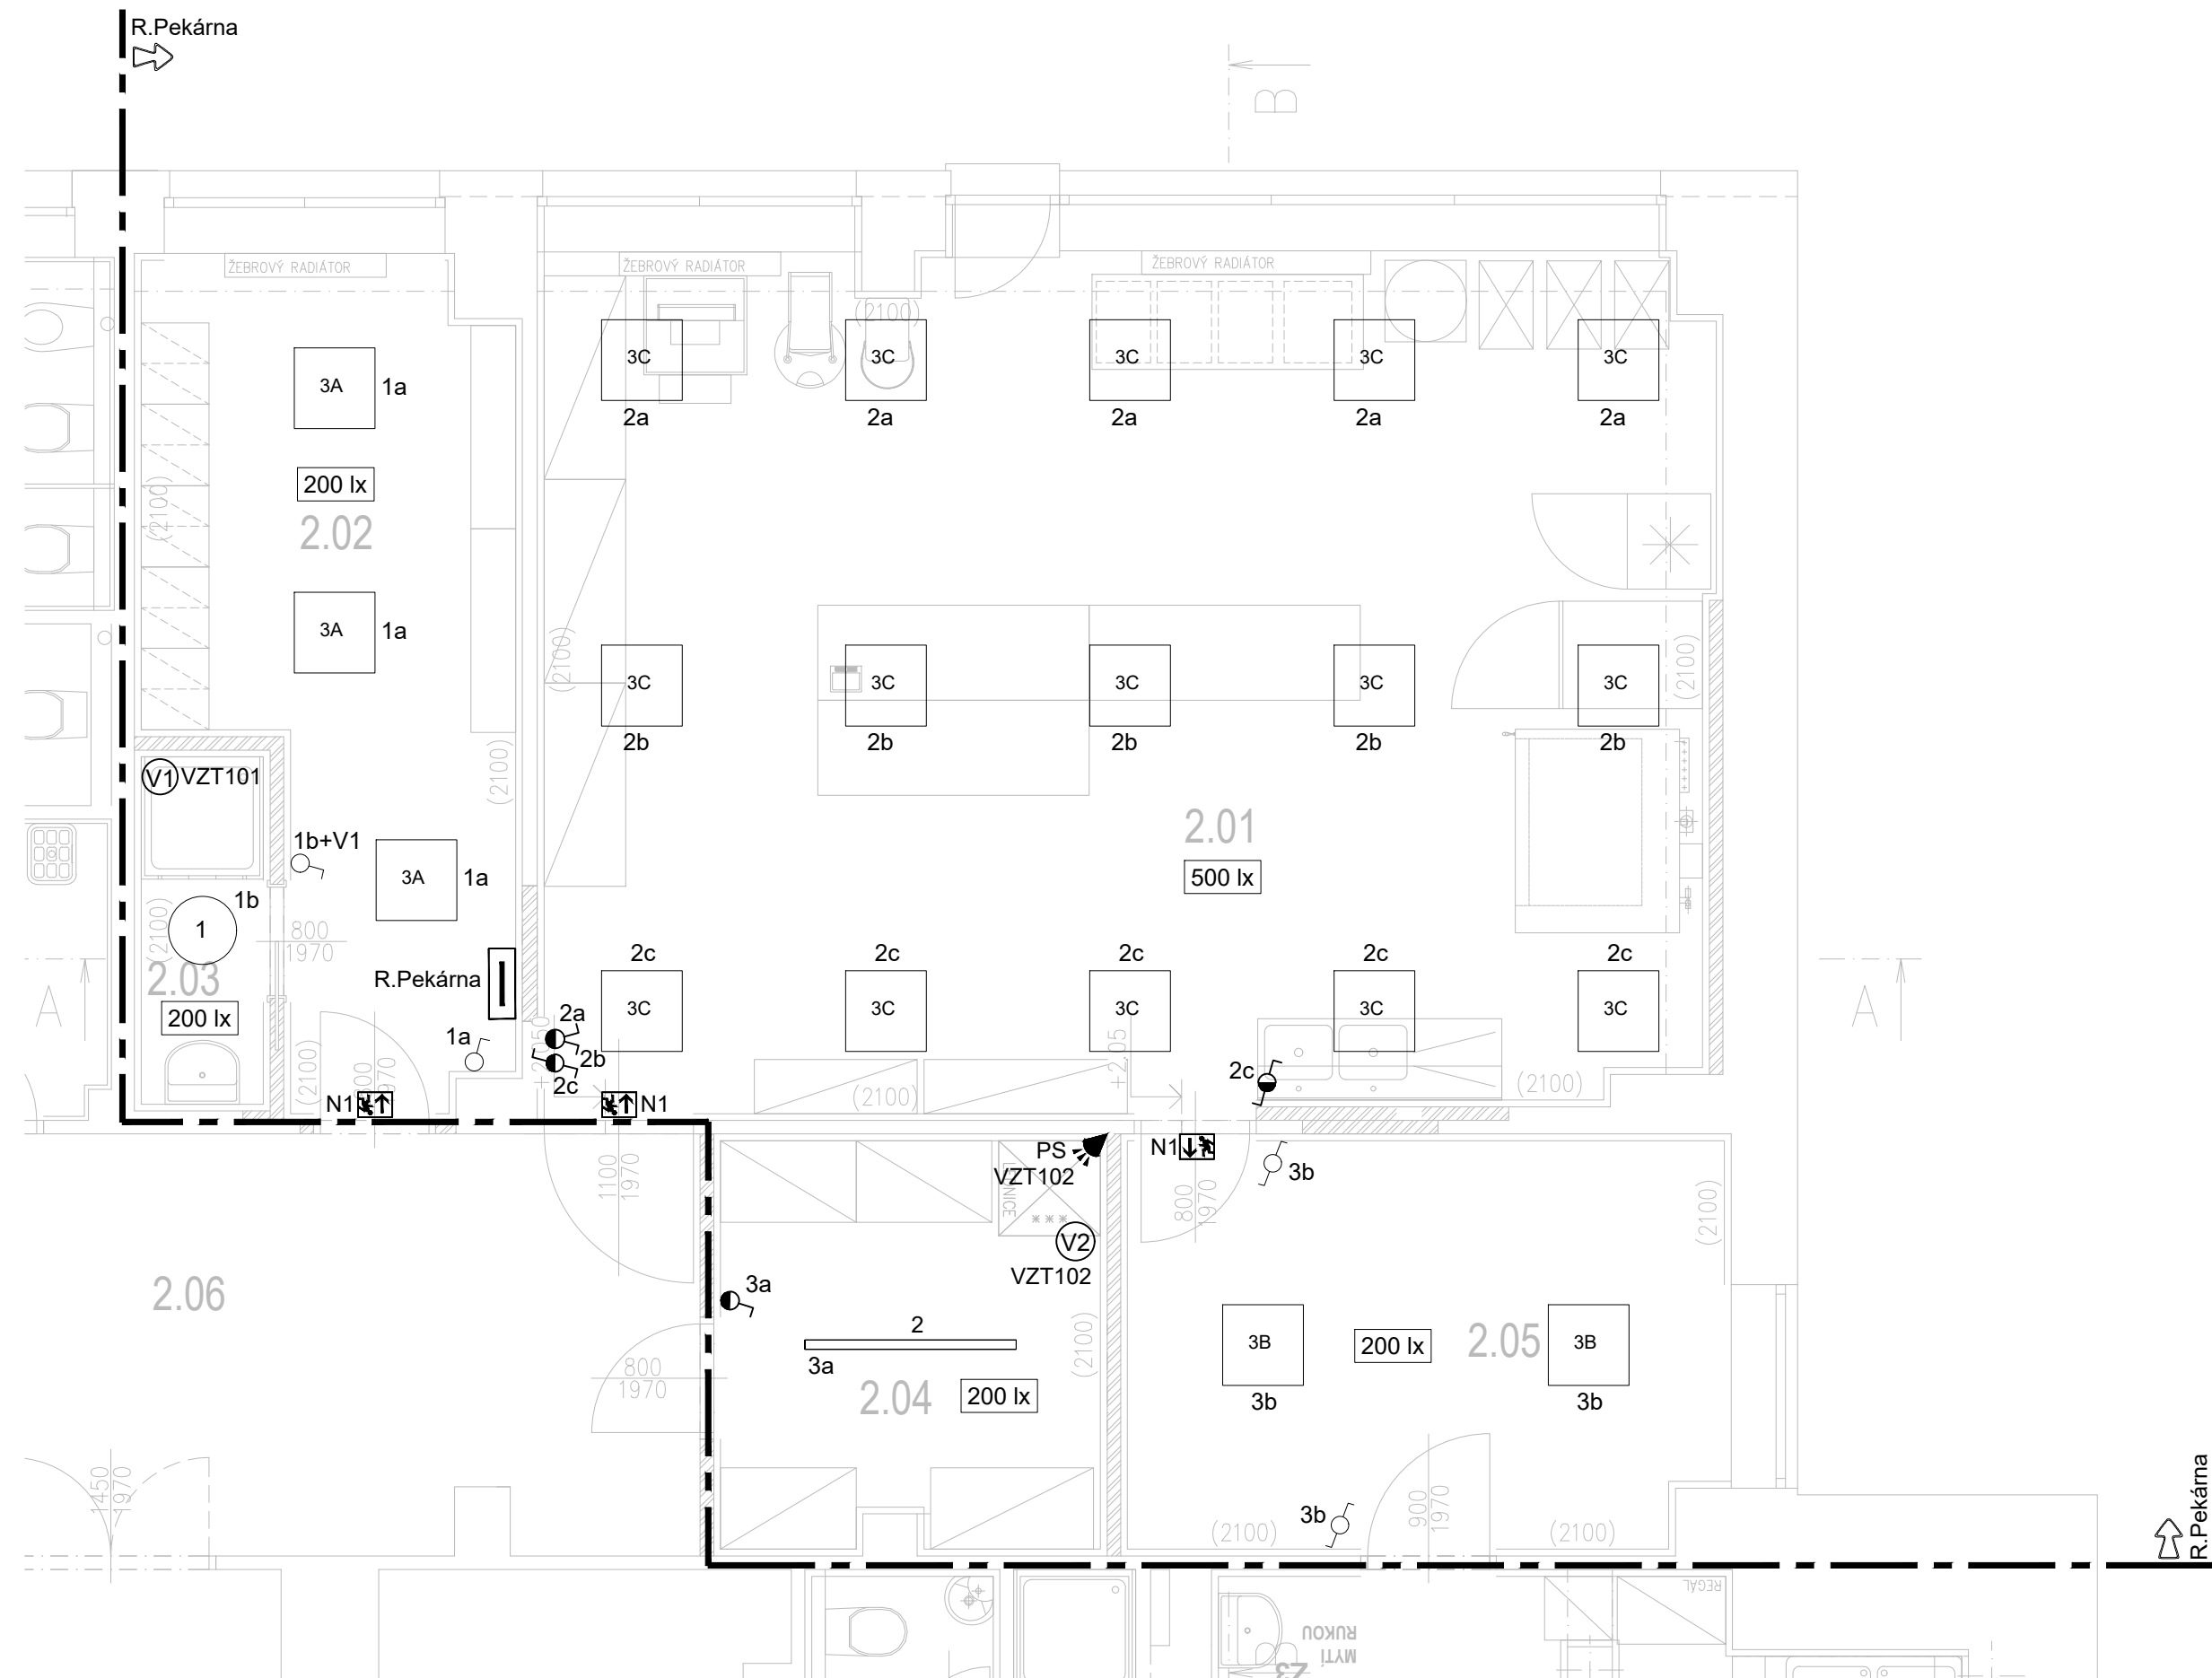 R.Pekárna
B
ŽEBROVÝ RADIÁTOR
ŽEBROVÝ RADIÁTOR
ŽEBROVÝ RADIÁTOR
(2100)
3C
3C
3C
3C
3C
3A
1a
2a
2a
2a
2a
2a
200 lx
(2100)
2.02
3A
1a
(2100)
(2100)
3C
3C
3C
3C
3C
2b
2b
2b
2b
2b
(2100)
V1
VZT101
2.01
1b+V1
500 lx
3A
1a
1b
1
(2100)
800
1970
2c
2c
2c
2c
2c
R.Pekárna
2.03
A
A
200 lx
3C
3C
3C
3C
3C
2a
1a
2b
2c
+2.05
2c
(2100)
(2100)
(2100)
N1
N1
PS
VZT102
LEDNICE
N1
3b
1100
1970
800
1970
(2100)
***
V2
VZT102
2.06
3a
2
3a
(2100)
3B
200 lx
2.05
3B
3b
3b
800
1970
2.04
200 lx
1450
1970
3b
(2100)
900
1970
(2100)
R.Pekárna
REGÁL
MYTÍ
RUKOU